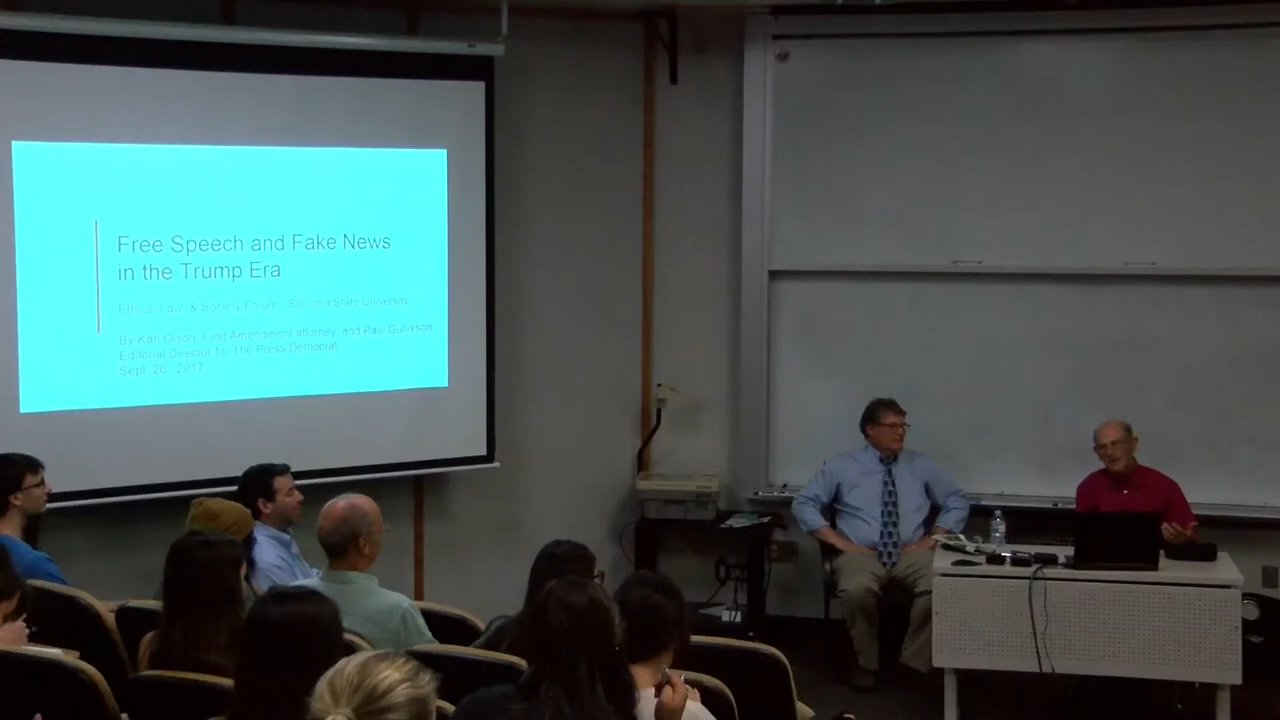 Free Speech and Fake News
in the Trump Era
Ethics, Law, & Society Forum, Sonoma State University
By Karl Olson, First Amendment attorney, and Paul Gullixson,
Editorial Director for The Press Democrat
Sept. 26, 2017